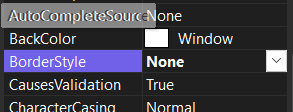 AutoCompleteSource None
BackColor Window
BorderStyle None
CausesValidation True
CharacterCasing Normal